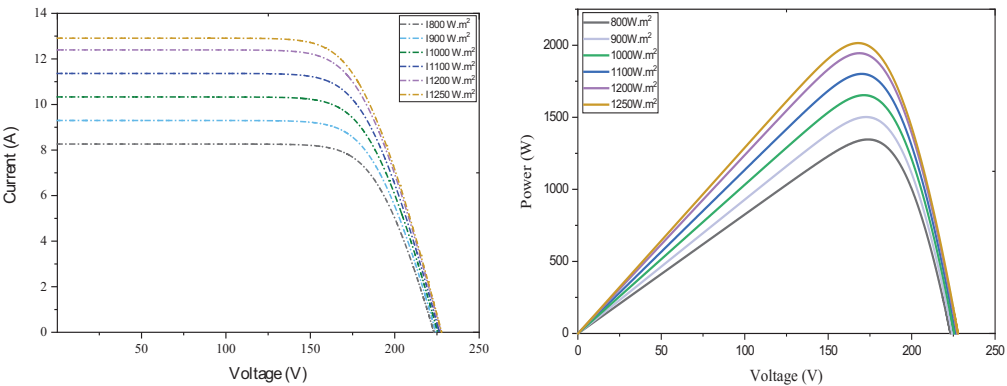 14
12
10
8
6
4
2
0
50
100
150
200
250
Current (A)
Voltage (V)
I800 W.m²
I900 W.m²
I1000 W.m²
I1100 W.m²
I1200 W.m²
I1250 W.m²
2000
1500
1000
500
0
0
50
100
150
200
250
Power (W)
Voltage (V)
800W.m²
900W.m²
1000W.m²
1100W.m²
1200W.m²
1250W.m²